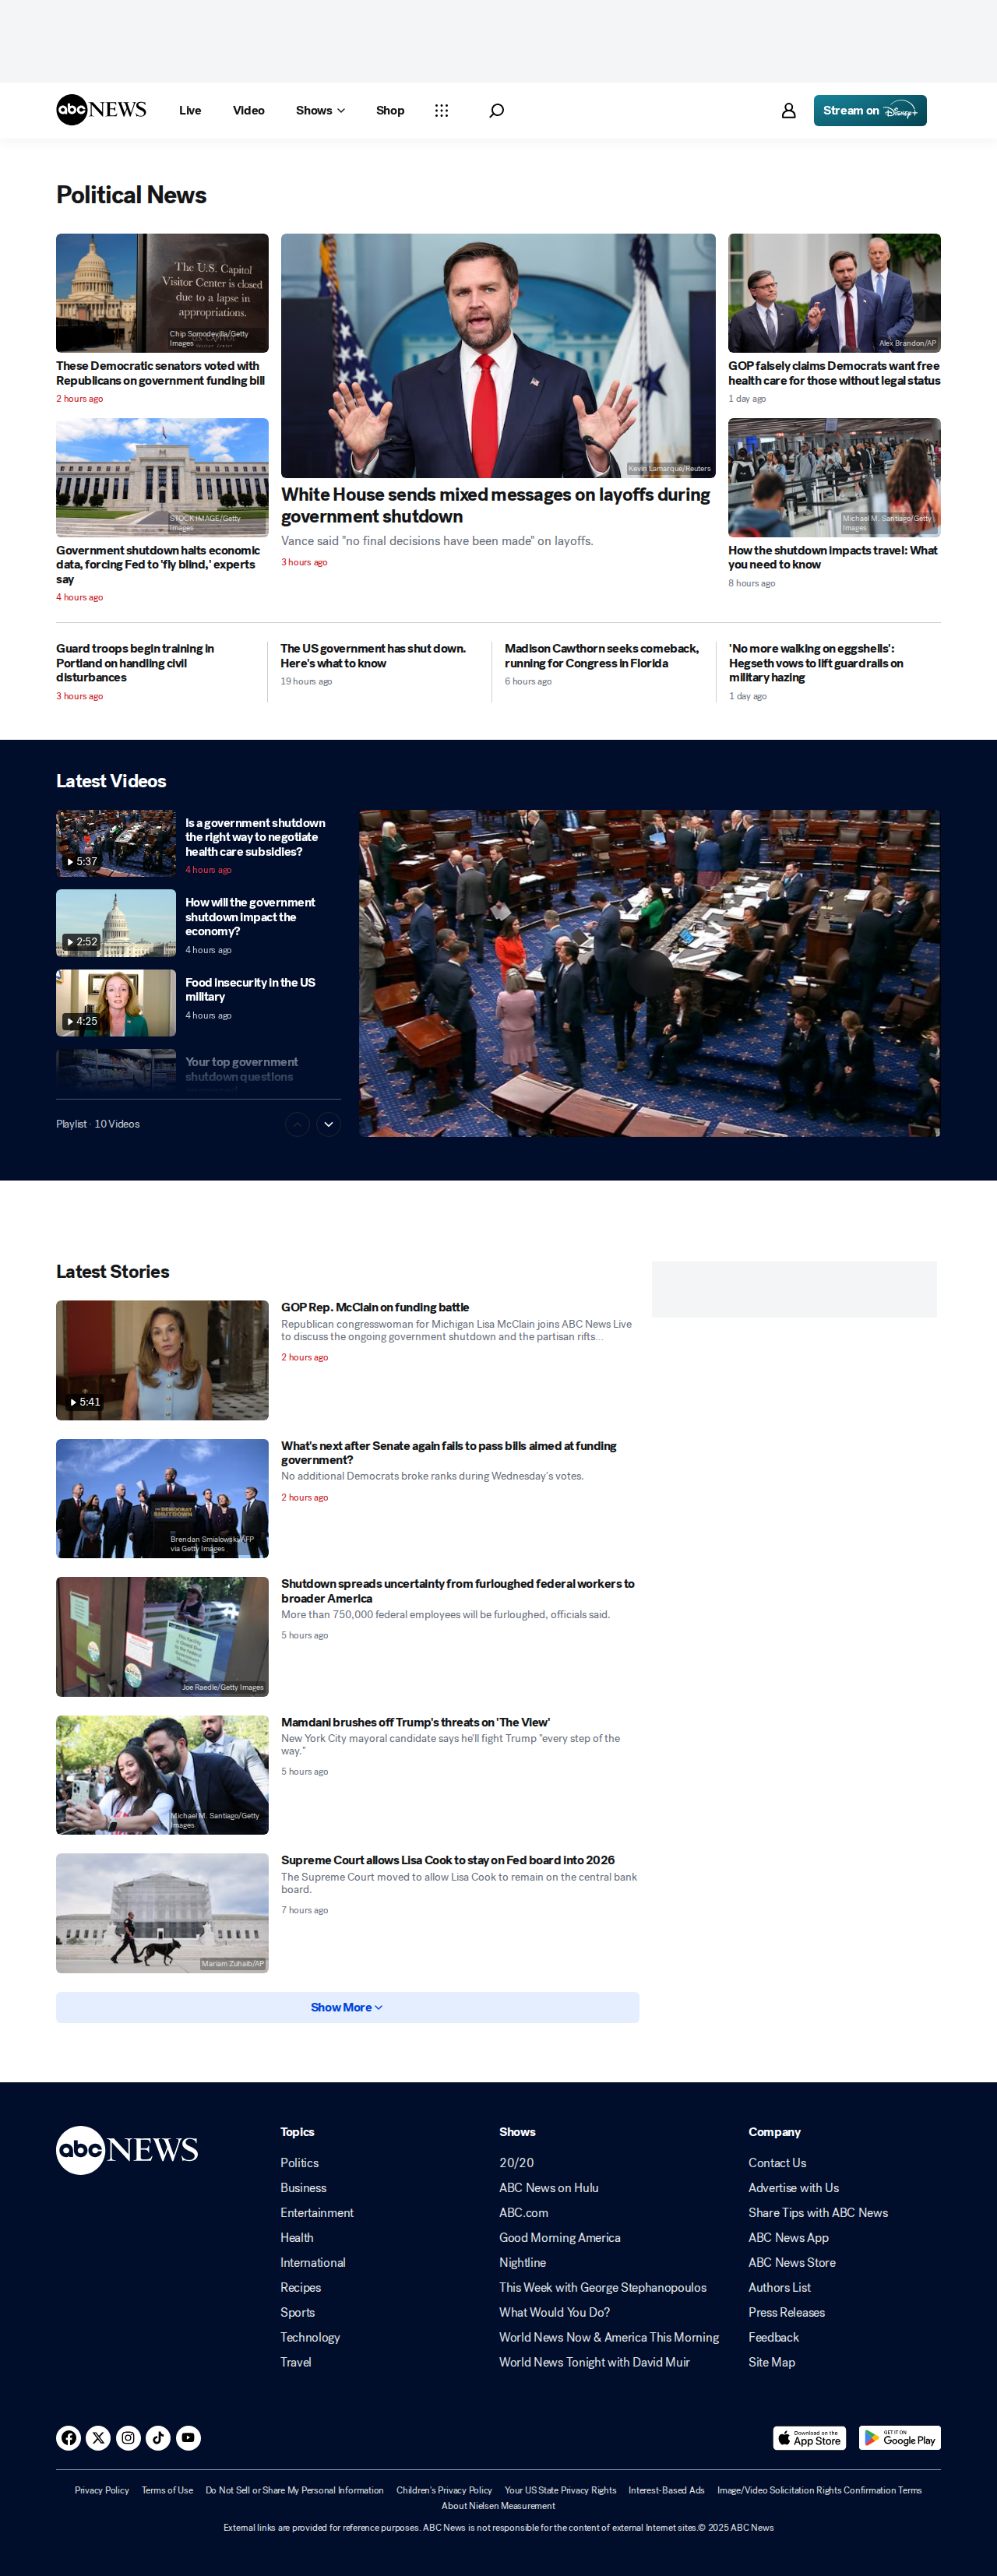 abc NEWS
Live
Video
Shows
Shop
Stream on Disney+
Political News
The U.S. Capitol
Visitor Center is
closed due to a lapse in
appropriations.
Chip Somodevilla/Getty
Images
These Democratic senators voted with
Republicans on government funding bill
2 hours ago
STOCK IMAGE/Getty
Images
Government shutdown halts economic
data, forcing Fed to 'fly blind,' experts
say
4 hours ago
Kevin Lamarque/Reuters
White House sends mixed messages on layoffs during
government shutdown
Vance said "no final decisions have been made" on layoffs.
3 hours ago
Alex Brandon/AP
GOP falsely claims Democrats want free
health care for those without legal status
1 day ago
Michael M. Santiago/Getty
Images
How the shutdown impacts travel: What
you need to know
8 hours ago
Guard troops begin training in
Portland on handling civil
disturbances
3 hours ago
The US government has shut down.
Here's what to know
19 hours ago
Madison Cawthorn seeks comeback,
running for Congress in Florida
6 hours ago
'No more walking on eggshells':
Hegseth vows to lift guardrails on
military hazing
1 day ago
Latest Videos
5:37
Is a government shutdown
the right way to negotiate
health care subsidies?
4 hours ago
2:52
How will the government
shutdown impact the
economy?
4 hours ago
4:25
Food insecurity in the US
military
4 hours ago
Your top government
shutdown questions
Playlist · 10 Videos
Latest Stories
5:41
GOP Rep. McClain on funding battle
Republican congresswoman for Michigan Lisa McClain joins ABC News Live
to discuss the ongoing government shutdown and the partisan rifts...
2 hours ago
THE DEMOCRAT
SHUTDOWN
Brendan Smialowski/AFP
via Getty Images
What's next after Senate again fails to pass bills aimed at funding
government?
No additional Democrats broke ranks during Wednesday's votes.
2 hours ago
Joe Raedle/Getty Images
Shutdown spreads uncertainty from furloughed federal workers to
broader America
More than 750,000 federal employees will be furloughed, officials said.
5 hours ago
Michael M. Santiago/Getty
Images
Mamdani brushes off Trump's threats on 'The View'
New York City mayoral candidate says he'll fight Trump "every step of the
way."
5 hours ago
Mariam Zuhaib/AP
Supreme Court allows Lisa Cook to stay on Fed board into 2026
The Supreme Court moved to allow Lisa Cook to remain on the central bank
board.
7 hours ago
Show More
abc NEWS
Topics
Politics
Business
Entertainment
Health
International
Recipes
Sports
Technology
Travel
Shows
20/20
ABC News on Hulu
ABC.com
Good Morning America
Nightline
This Week with George Stephanopoulos
What Would You Do?
World News Now & America This Morning
World News Tonight with David Muir
Company
Contact Us
Advertise with Us
Share Tips with ABC News
ABC News App
ABC News Store
Authors List
Press Releases
Feedback
Site Map
Download on the
App Store
GET IT ON
Google Play
Privacy Policy Terms of Use Do Not Sell or Share My Personal Information Children's Privacy Policy Your US State Privacy Rights Interest-Based Ads Image/Video Solicitation Rights Confirmation Terms
About Nielsen Measurement
External links are provided for reference purposes. ABC News is not responsible for the content of external Internet sites.© 2025 ABC News